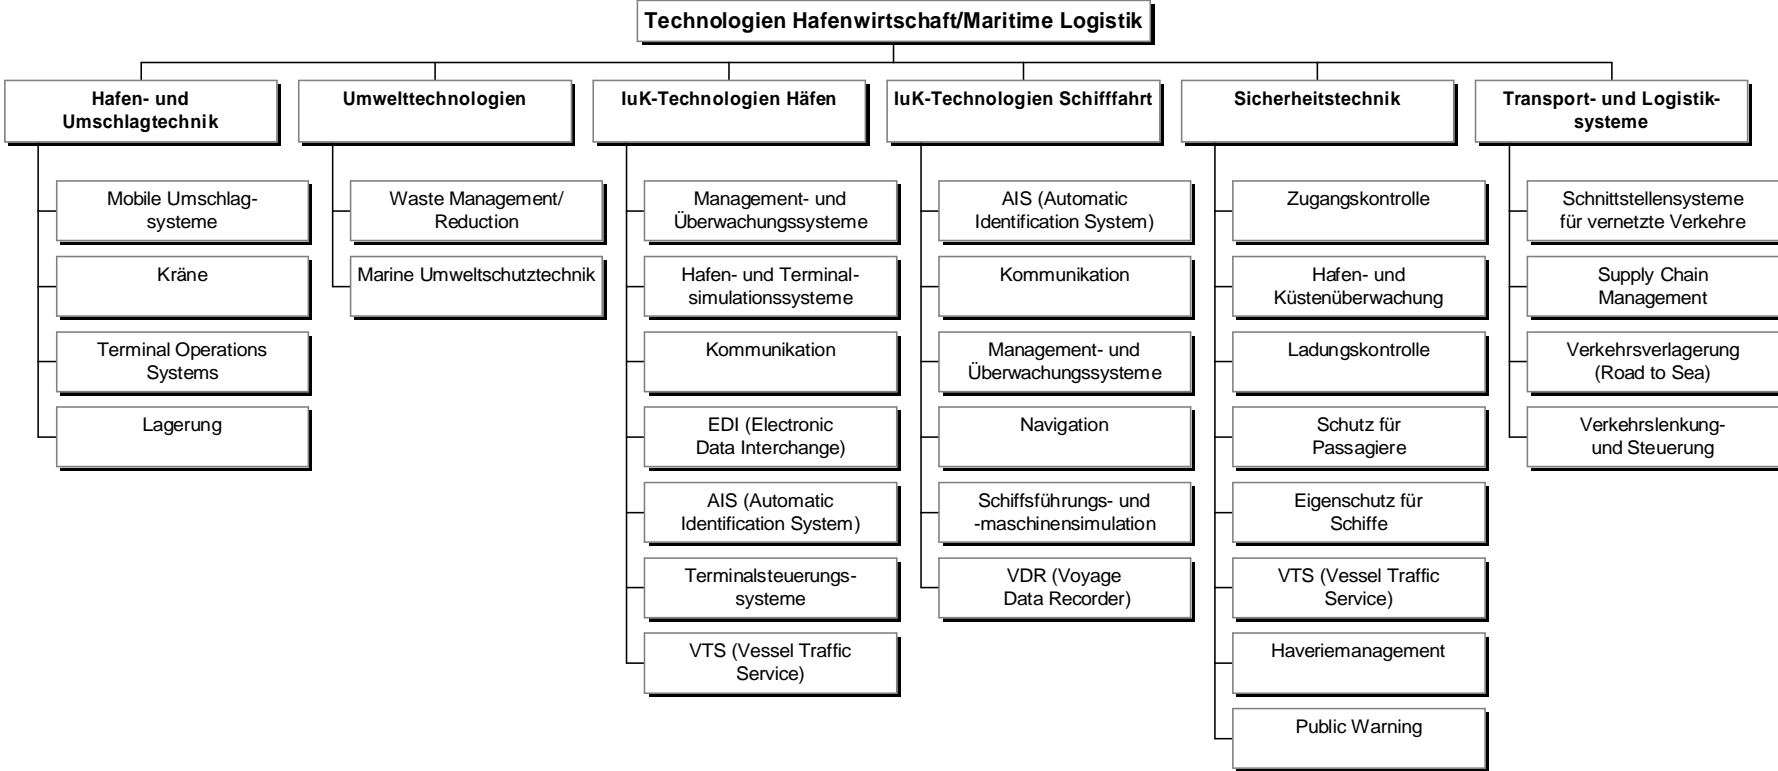 Technologien Hafenwirtschaft/Maritime Logistik
Hafen- und
Umschlagtechnik
Mobile Umschlag-
systeme
Kräne
Terminal Operations
Systems
Lagerung
Umwelttechnologien
Waste Management/
Reduction
Marine Umweltschutztechnik
IuK-Technologien Häfen
Management- und
Überwachungssysteme
Hafen- und Terminal-
simulationssysteme
Kommunikation
EDI (Electronic
Data Interchange)
AIS (Automatic
Identification System)
Terminalsteuerungs-
systeme
VTS (Vessel Traffic
Service)
IuK-Technologien Schifffahrt
AIS (Automatic
Identification System)
Kommunikation
Management- und
Überwachungssysteme
Navigation
Schiffsführungs- und
-maschinensimulation
VDR (Voyage
Data Recorder)
Sicherheitstechnik
Zugangskontrolle
Hafen- und
Küstenüberwachung
Ladungskontrolle
Schutz für
Passagiere
Eigenschutz für
Schiffe
VTS (Vessel Traffic
Service)
Haveriemanagement
Public Warning
Transport- und Logistik-
systeme
Schnittstellensysteme
für vernetzte Verkehre
Supply Chain
Management
Verkehrsverlagerung
(Road to Sea)
Verkehrslenkung-
und Steuerung